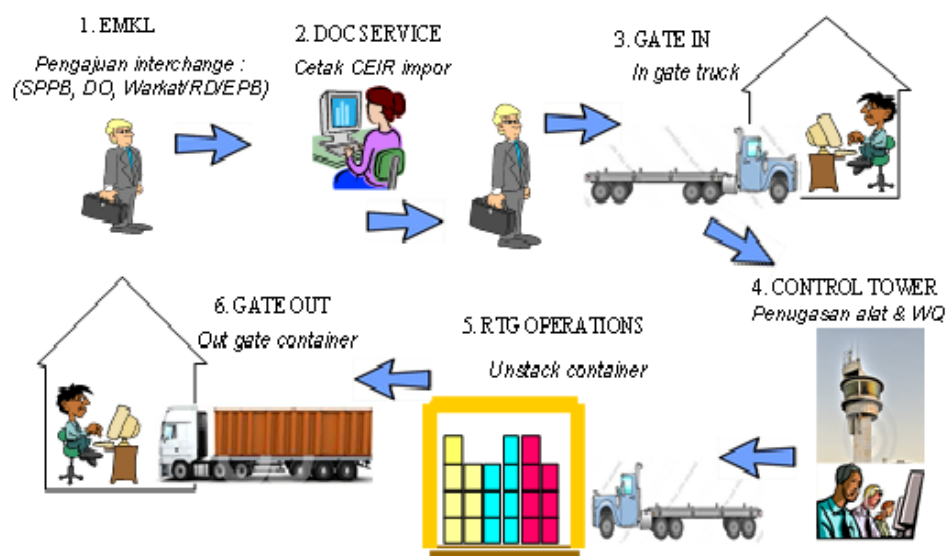 1. EMKL
Pengajuan interchange :
(SPPB, DO, Warkat/RD/EPB)
2. DOC SERVICE
Cetak CEIR impor
3. GATE IN
In gate truck
4. CONTROL TOWER
Penugasan alat & WQ
5. RTG OPERATIONS
Unstack container
6. GATE OUT
Out gate container